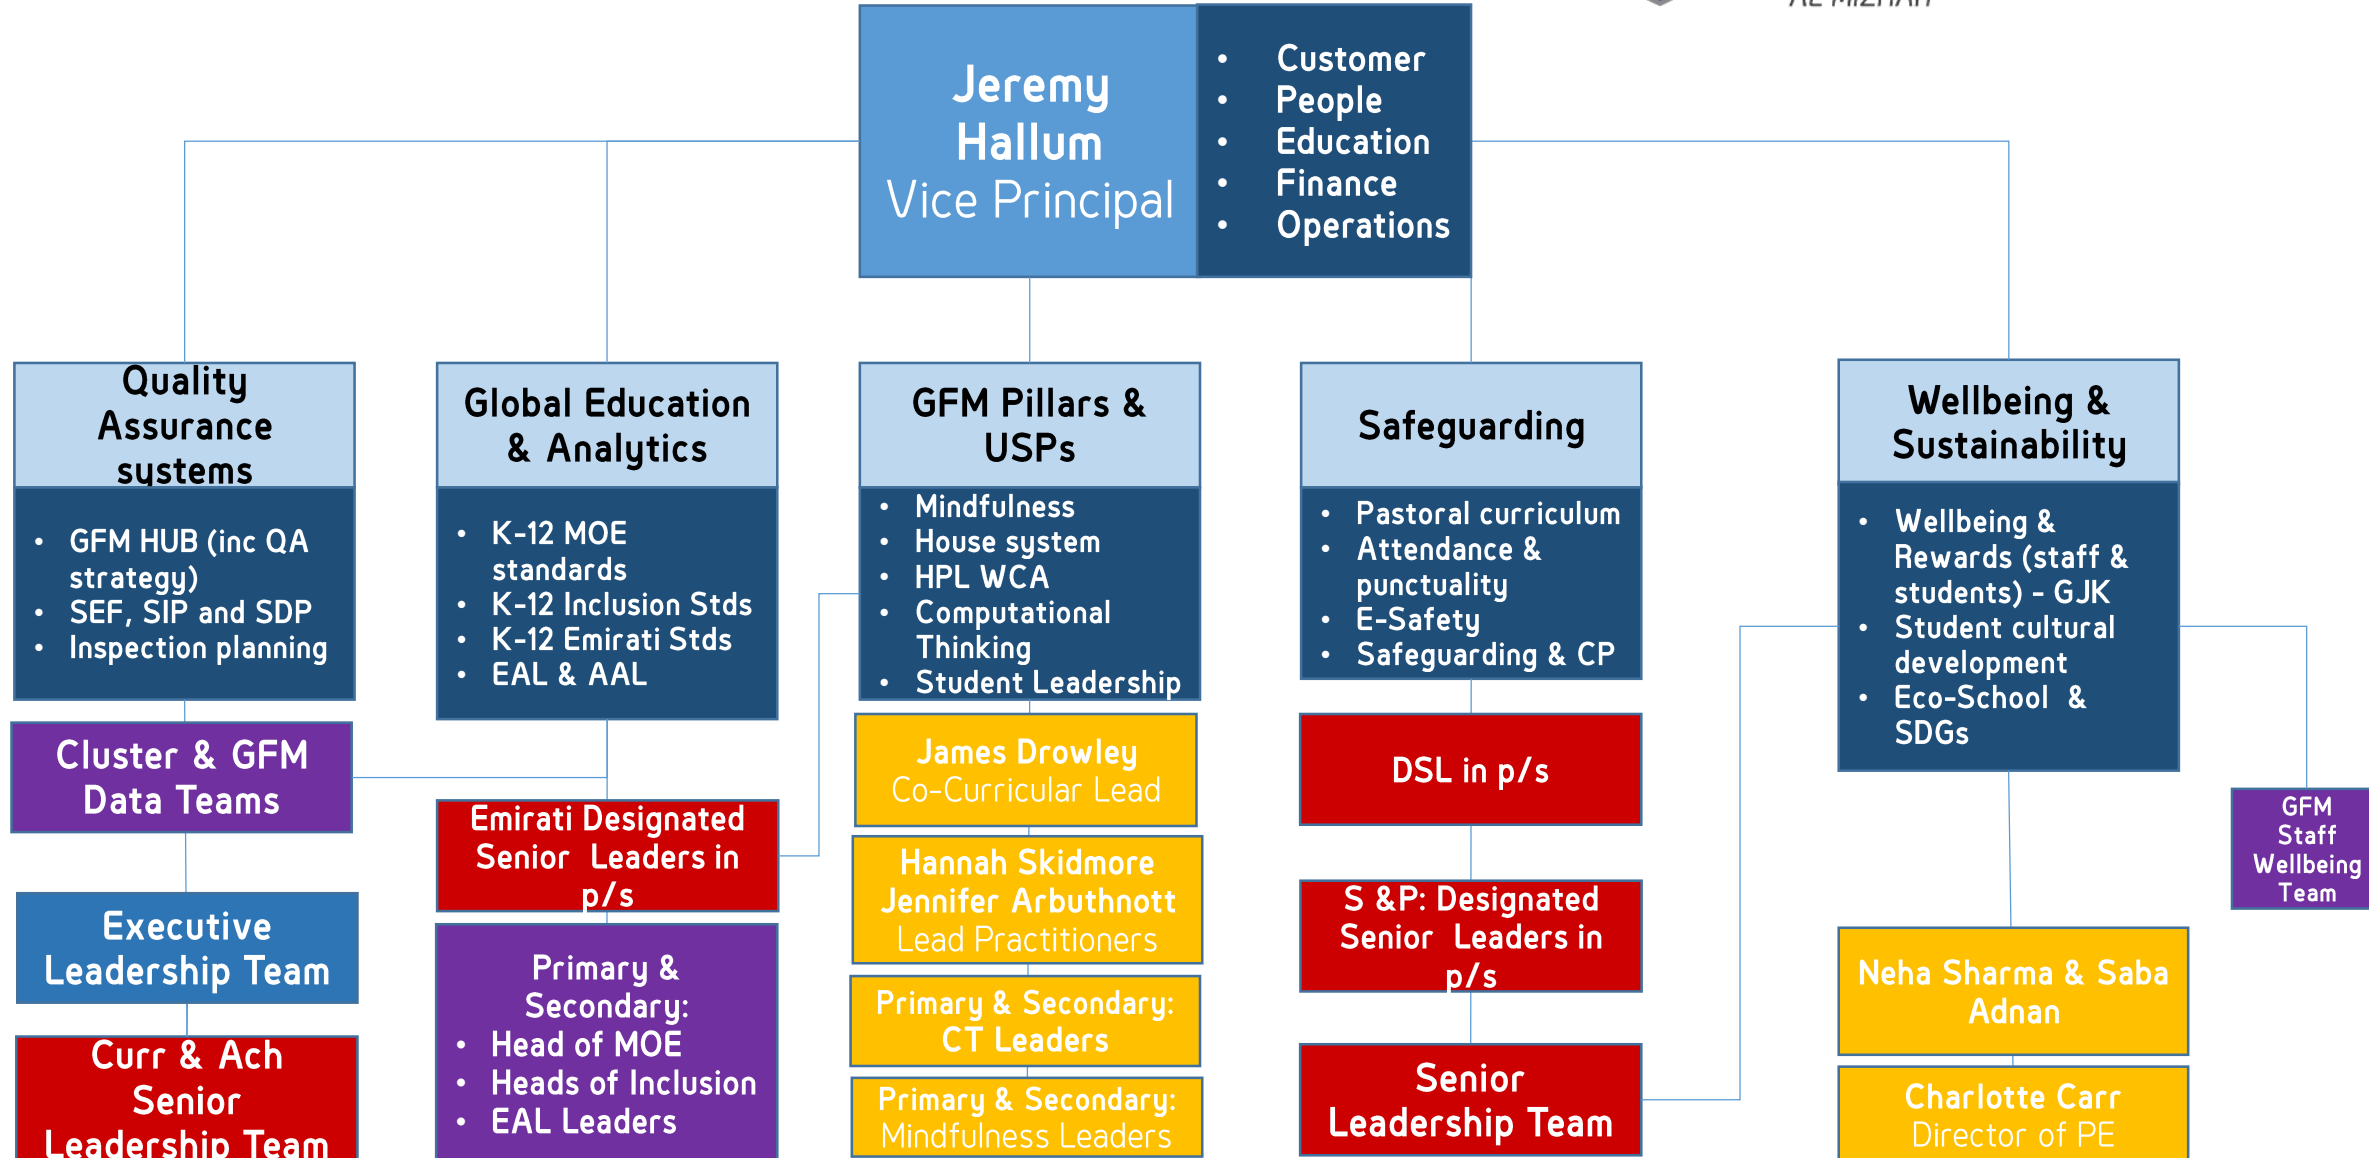 AL MIZHAR
Jeremy
Hallum
Vice Principal
• Customer
• People
• Education
• Finance
• Operations
Quality
Assurance
systems
• GFM HUB (inc QA
strategy)
• SEF, SIP and SDP
• Inspection planning
Cluster & GFM
Data Teams
Executive
Leadership Team
Curr & Ach
Senior
Leadership Team
Global Education
& Analytics
• K-12 MOE
standards
• K-12 Inclusion Stds
• K-12 Emirati Stds
• EAL & AAL
Emirati Designated
Senior Leaders in
p/s
Primary &
Secondary:
• Head of MOE
• Heads of Inclusion
• EAL Leaders
GFM Pillars &
USPs
• Mindfulness
• House system
• HPL WCA
• Computational
Thinking
• Student Leadership
James Drowley
Co-Curricular Lead
Hannah Skidmore
Jennifer Arbuthnott
Lead Practitioners
Primary & Secondary:
CT Leaders
Primary & Secondary:
Mindfulness Leaders
Safeguarding
• Pastoral curriculum
• Attendance &
punctuality
• E-Safety
• Safeguarding & CP
DSL in p/s
S &P: Designated
Senior Leaders in
p/s
Senior
Leadership Team
Wellbeing &
Sustainability
• Wellbeing &
Rewards (staff &
students) - GJK
• Student cultural
development
• Eco-School &
SDGs
GFM
Staff
Wellbeing
Team
Neha Sharma & Saba
Adnan
Charlotte Carr
Director of PE